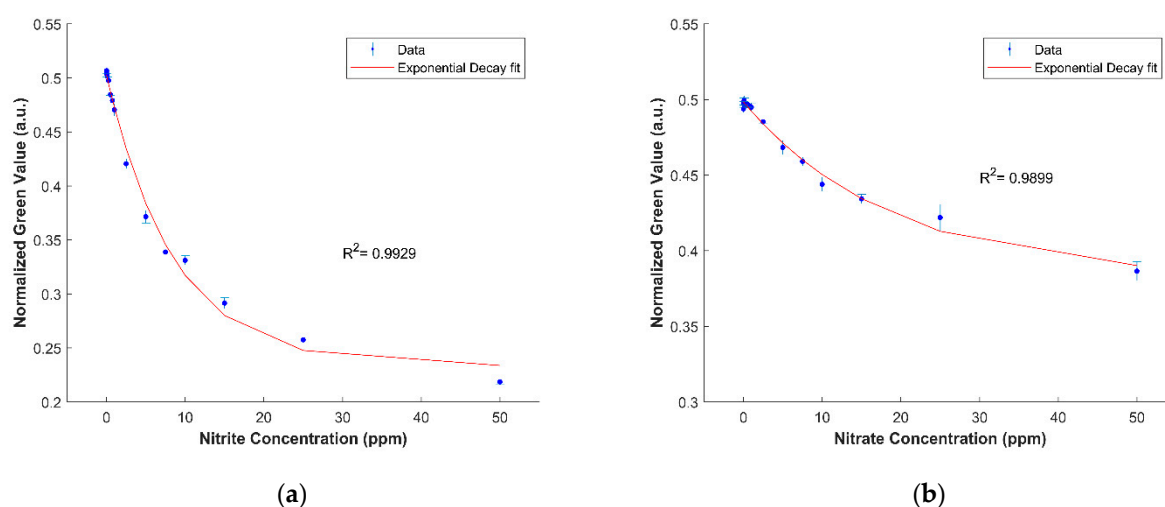 0.55
0.5
0.45
0.4
0.35
0.3
0.25
0.2
Normalized Green Value (a.u.)
Data
Exponential Decay fit
R2= 0.9929
0 10 20 30 40 50
Nitrite Concentration (ppm)
(a)
0.55
0.5
0.45
0.4
0.35
0.3
Normalized Green Value (a.u.)
Data
Exponential Decay fit
R2= 0.9899
0 10 20 30 40 50
Nitrate Concentration (ppm)
(b)